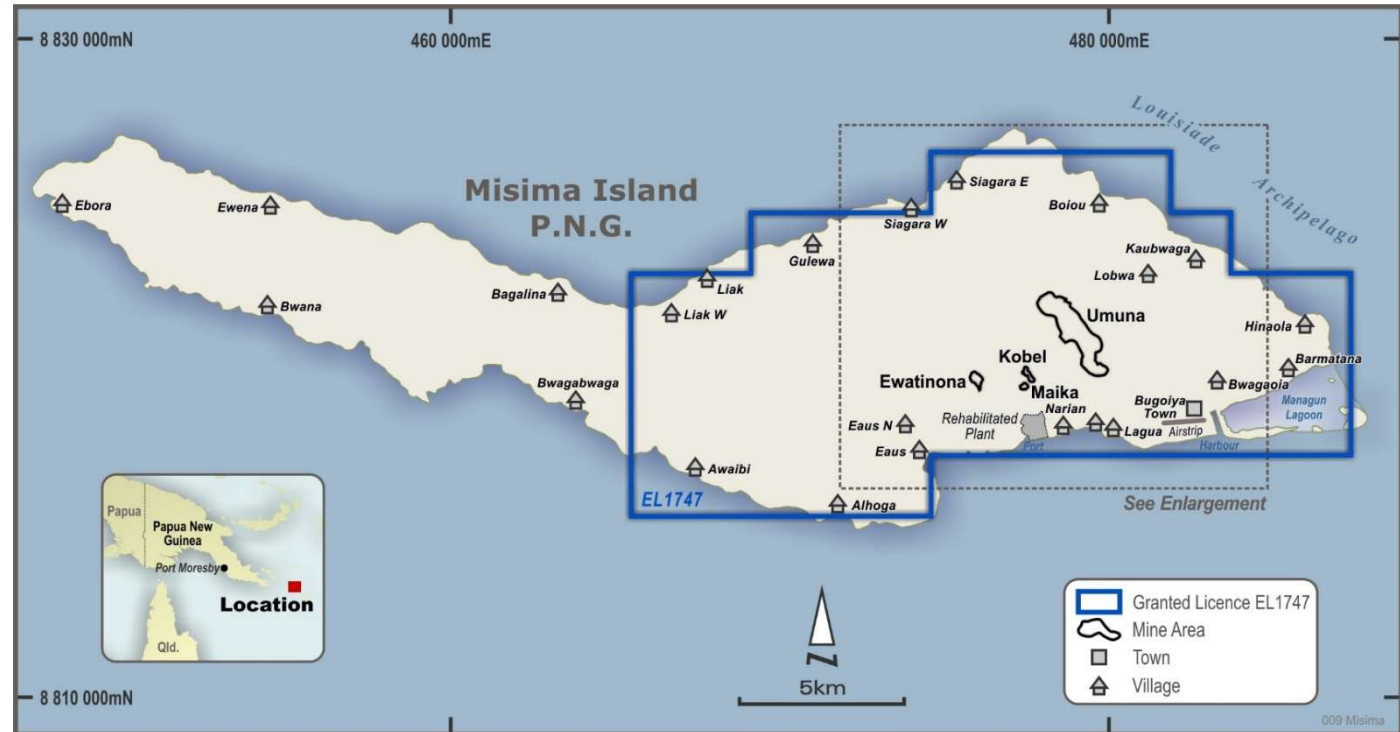 8 830 000mN
460 000mE
480 000mE
Louisiade
Archipelago
Misima Island
P.N.G.
Ebora
Ewena
Bwana
Bagalina
Bwagabwaga
Liak
Liak W
Gulewa
Siagara W
Siagara E
Boiou
Kaubwaga
Lobwa
Umuna
Hinaola
Barmatana
Kobel
Ewatinona
Maika
Bwagaoia
Managun
Lagoon
Bugoiya
Town
Airstrip
Harbour
Narian
Lagua
Rehabilitated
Plant
Port
Eaus N
Eaus
Awaibi
Alhoga
EL1747
See Enlargement
Papua
Papua New
Guinea
Port Moresby
Location
Qld.
N
5km
Granted Licence EL1747
Mine Area
Town
Village
8 810 000mN
009 Misima